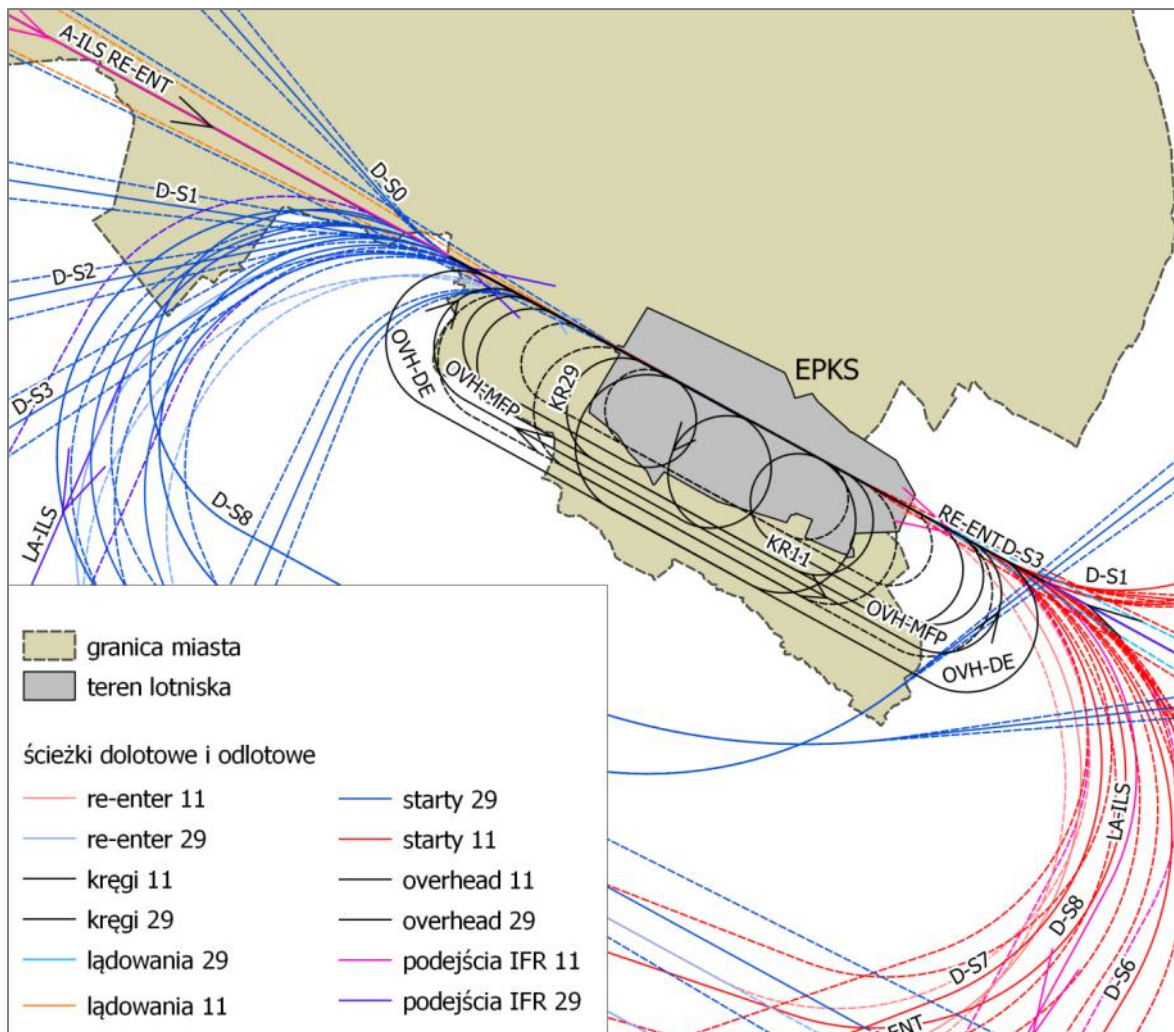 A-ILS RE-ENT
D-S0
D-S1
D-S2
D-S3
LA-ILS
D-S8
OVH-DE
OVH-MFP
KR29
EPKS
KR11
RE-ENT
D-S3
D-S1
OVH-MFP
OVH-DE
LA-ILS
D-S8
D-S7
D-S6
ENT
granica miasta
teren lotniska
ścieżki dolotowe i odlotowe
re-enter 11
re-enter 29
kręgi 11
kręgi 29
lądowania 29
lądowania 11
starty 29
starty 11
overhead 11
overhead 29
podejścia IFR 11
podejścia IFR 29